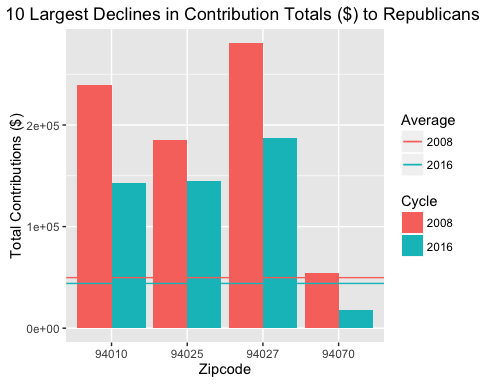 10 Largest Declines in Contribution Totals ($) to Republicans
Total Contributions ($)
2e+05
1e+05
0e+00
94010 94025 94027 94070
Zipcode
Average
2008
2016
Cycle
2008
2016